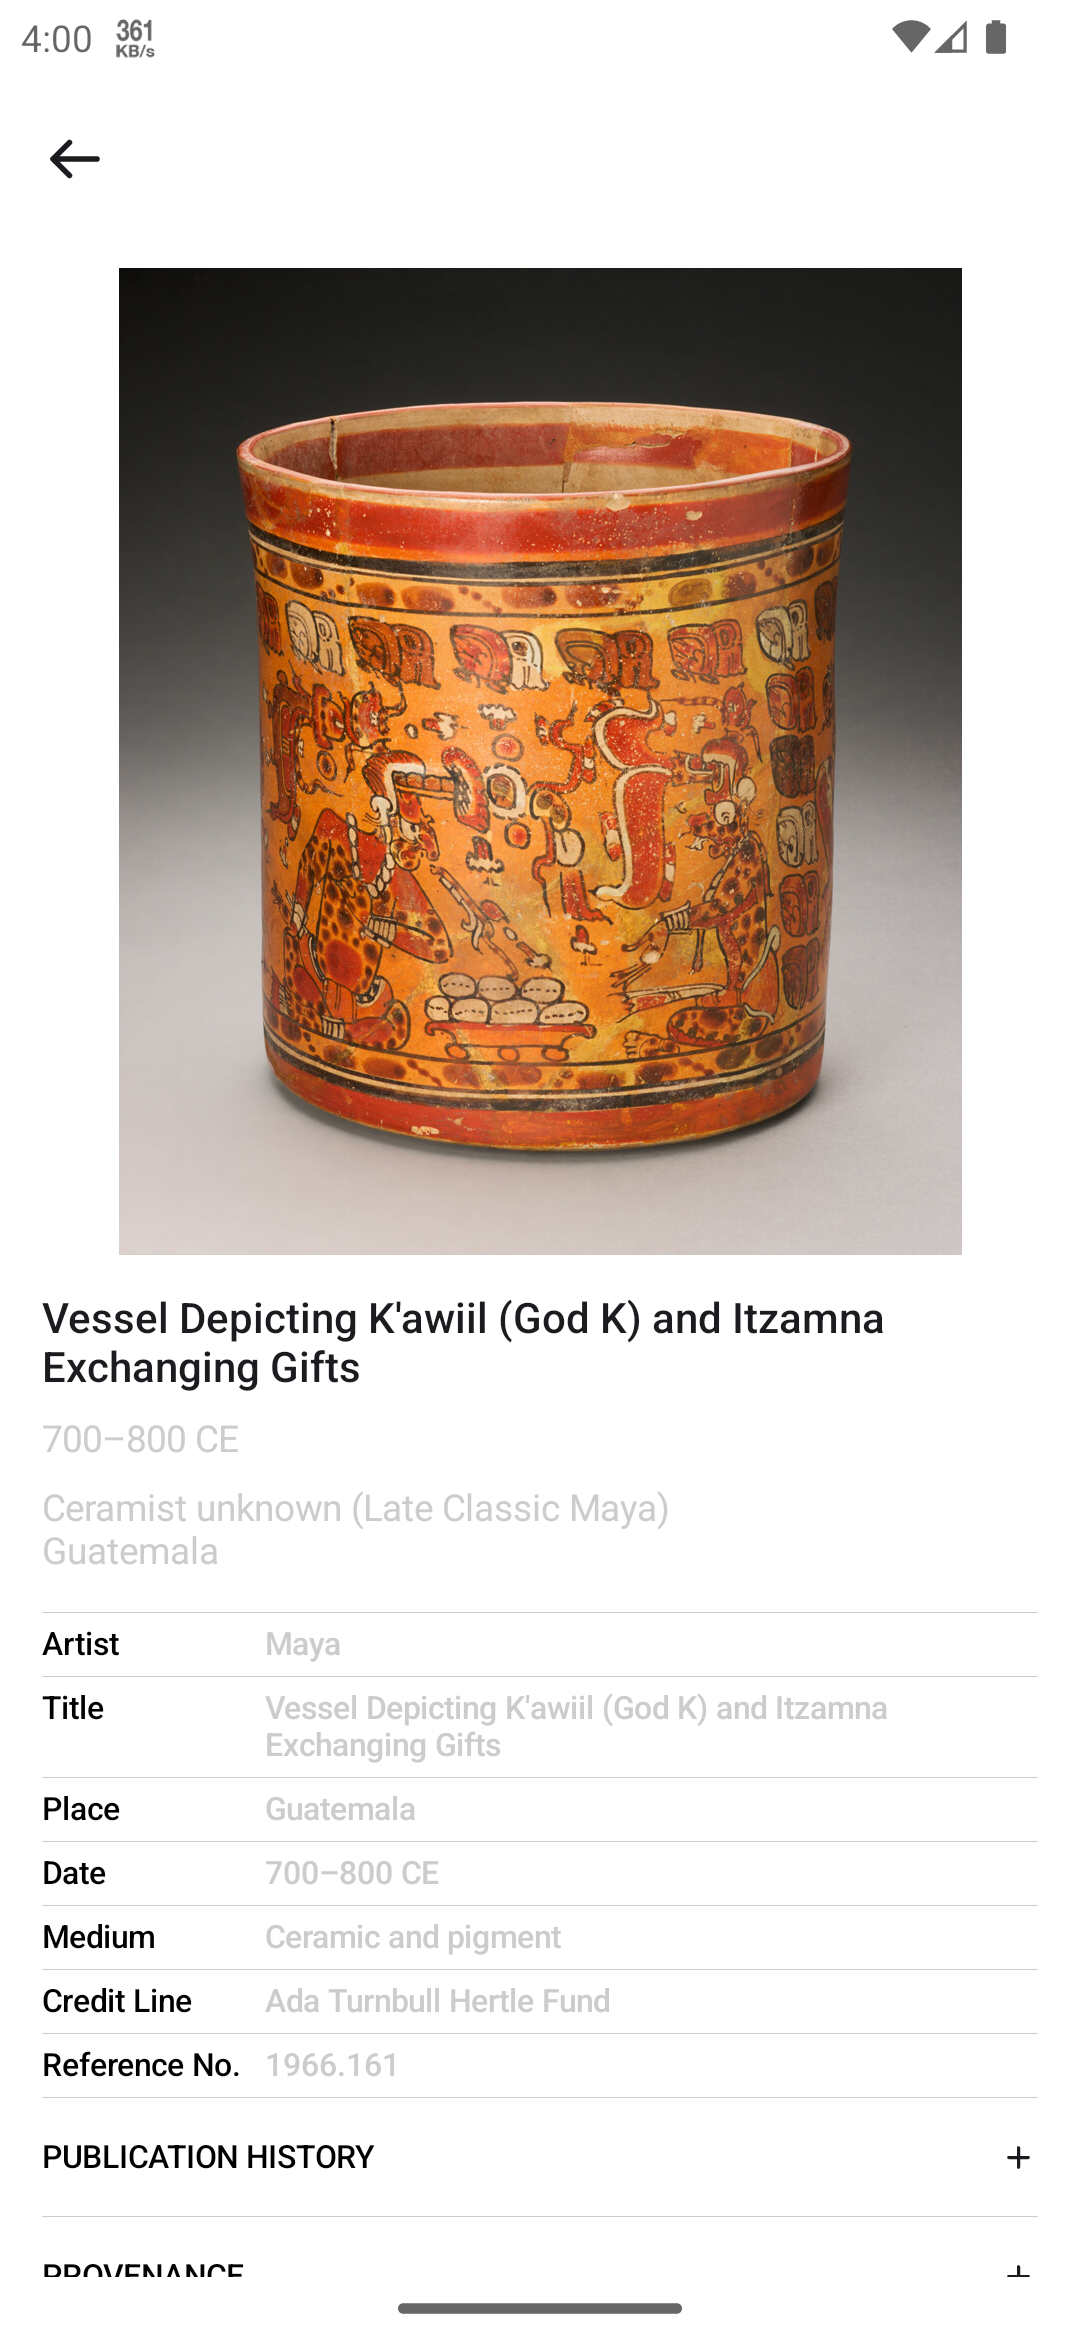 4:00
361
KB/s
Vessel Depicting K'awiil (God K) and Itzamna
Exchanging Gifts
700–800 CE
Ceramist unknown (Late Classic Maya)
Guatemala
Artist Maya
Title Vessel Depicting K'awiil (God K) and Itzamna
Exchanging Gifts
Place Guatemala
Date 700–800 CE
Medium Ceramic and pigment
Credit Line Ada Turnbull Hertle Fund
Reference No. 1966.161
PUBLICATION HISTORY +
PROVENANCE +